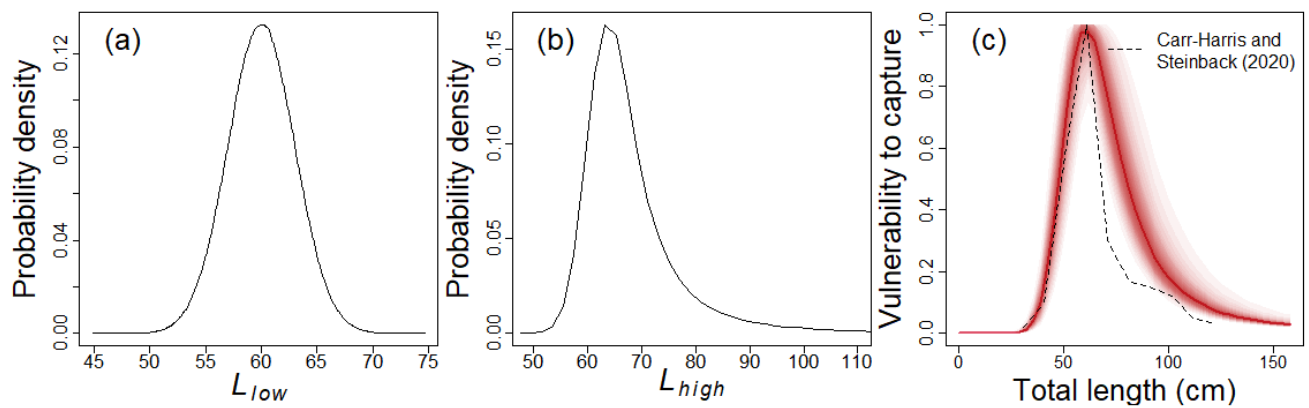 (a)
Probability density
0.00 0.04 0.08 0.12
45 50 55 60 65 70 75
L low
(b)
Probability density
0.00 0.05 0.10 0.15
50 60 70 80 90 100 110
L high
(c)
Carr-Harris and
Steinback (2020)
Vulnerability to capture
0.0 0.2 0.4 0.6 0.8 1.0
0 50 100 150
Total length (cm)